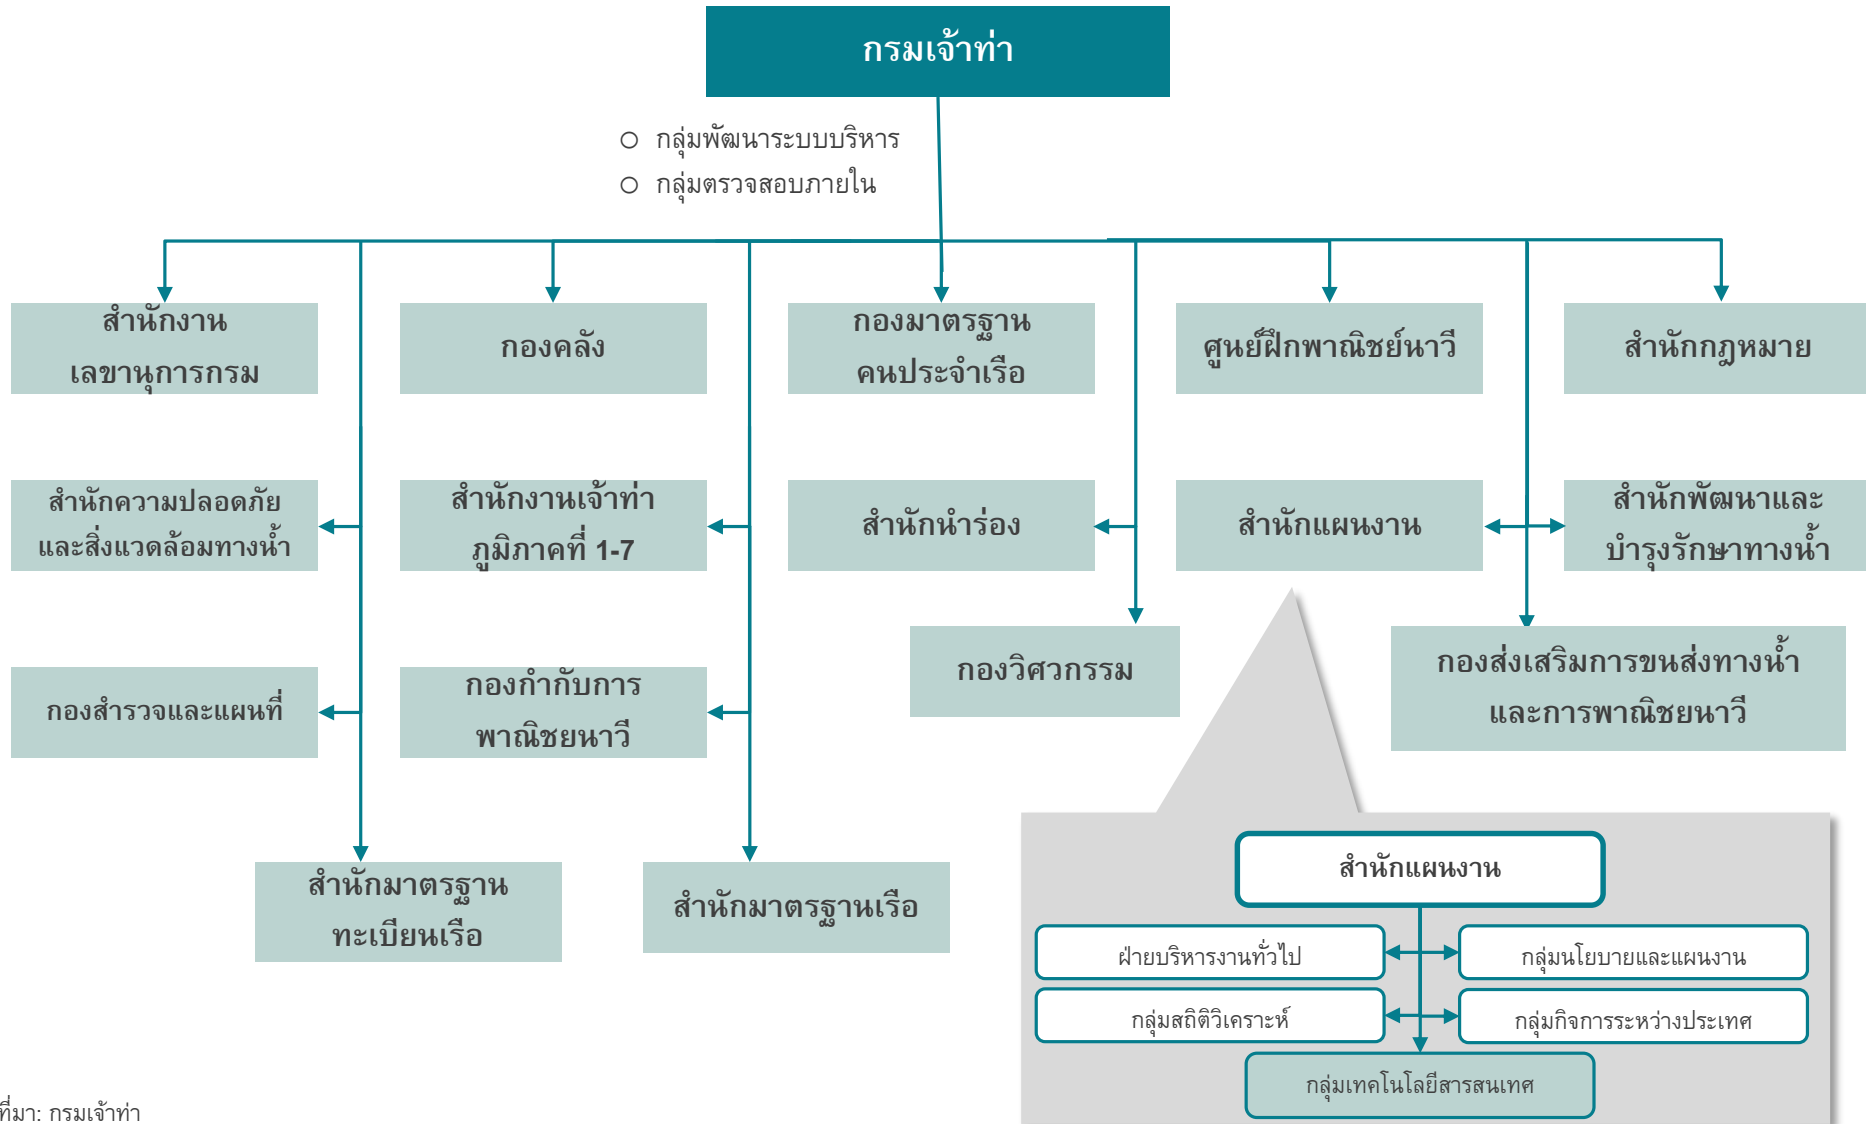 กรมเจ้าท่า
กลุ่มพัฒนาระบบบริหาร
กลุ่มตรวจสอบภายใน
สำนักงาน
เลขานุการกรม
กองคลัง
กองมาตรฐาน
คนประจำเรือ
ศูนย์ฝึกพาณิชย์นาวี
สำนักกฎหมาย
สำนักความปลอดภัย
และสิ่งแวดล้อมทางน้ำ
สำนักงานเจ้าท่า
ภูมิภาคที่ 1-7
สำนักนำร่อง
สำนักแผนงาน
สำนักพัฒนาและ
บำรุงรักษาทางน้ำ
กองสำรวจและแผนที่
กองกำกับการ
พาณิชยนาวี
กองวิศวกรรม
กองส่งเสริมการขนส่งทางน้ำ
และการพาณิชยนาวี
สำนักมาตรฐาน
ทะเบียนเรือ
สำนักมาตรฐานเรือ
สำนักแผนงาน
ฝ่ายบริหารงานทั่วไป
กลุ่มนโยบายและแผนงาน
กลุ่มสถิติวิเคราะห์
กลุ่มกิจการระหว่างประเทศ
กลุ่มเทคโนโลยีสารสนเทศ
ที่มา: กรมเจ้าท่า